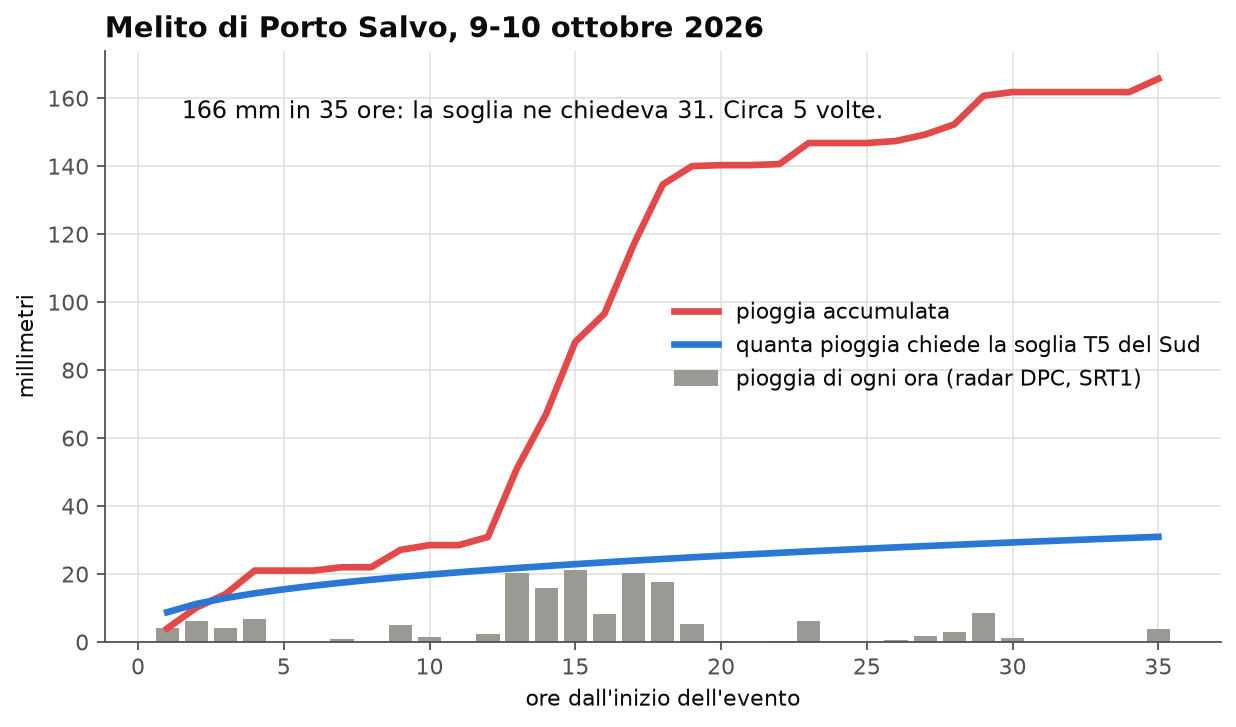 Melito di Porto Salvo, 9-10 ottobre 2026
166 mm in 35 ore: la soglia ne chiedeva 31. Circa 5 volte.
millimetri
160
140
120
100
80
60
40
20
0
pioggia accumulata
quanta pioggia chiede la soglia T5 del Sud
pioggia di ogni ora (radar DPC, SRT1)
0 5 10 15 20 25 30 35
ore dall'inizio dell'evento